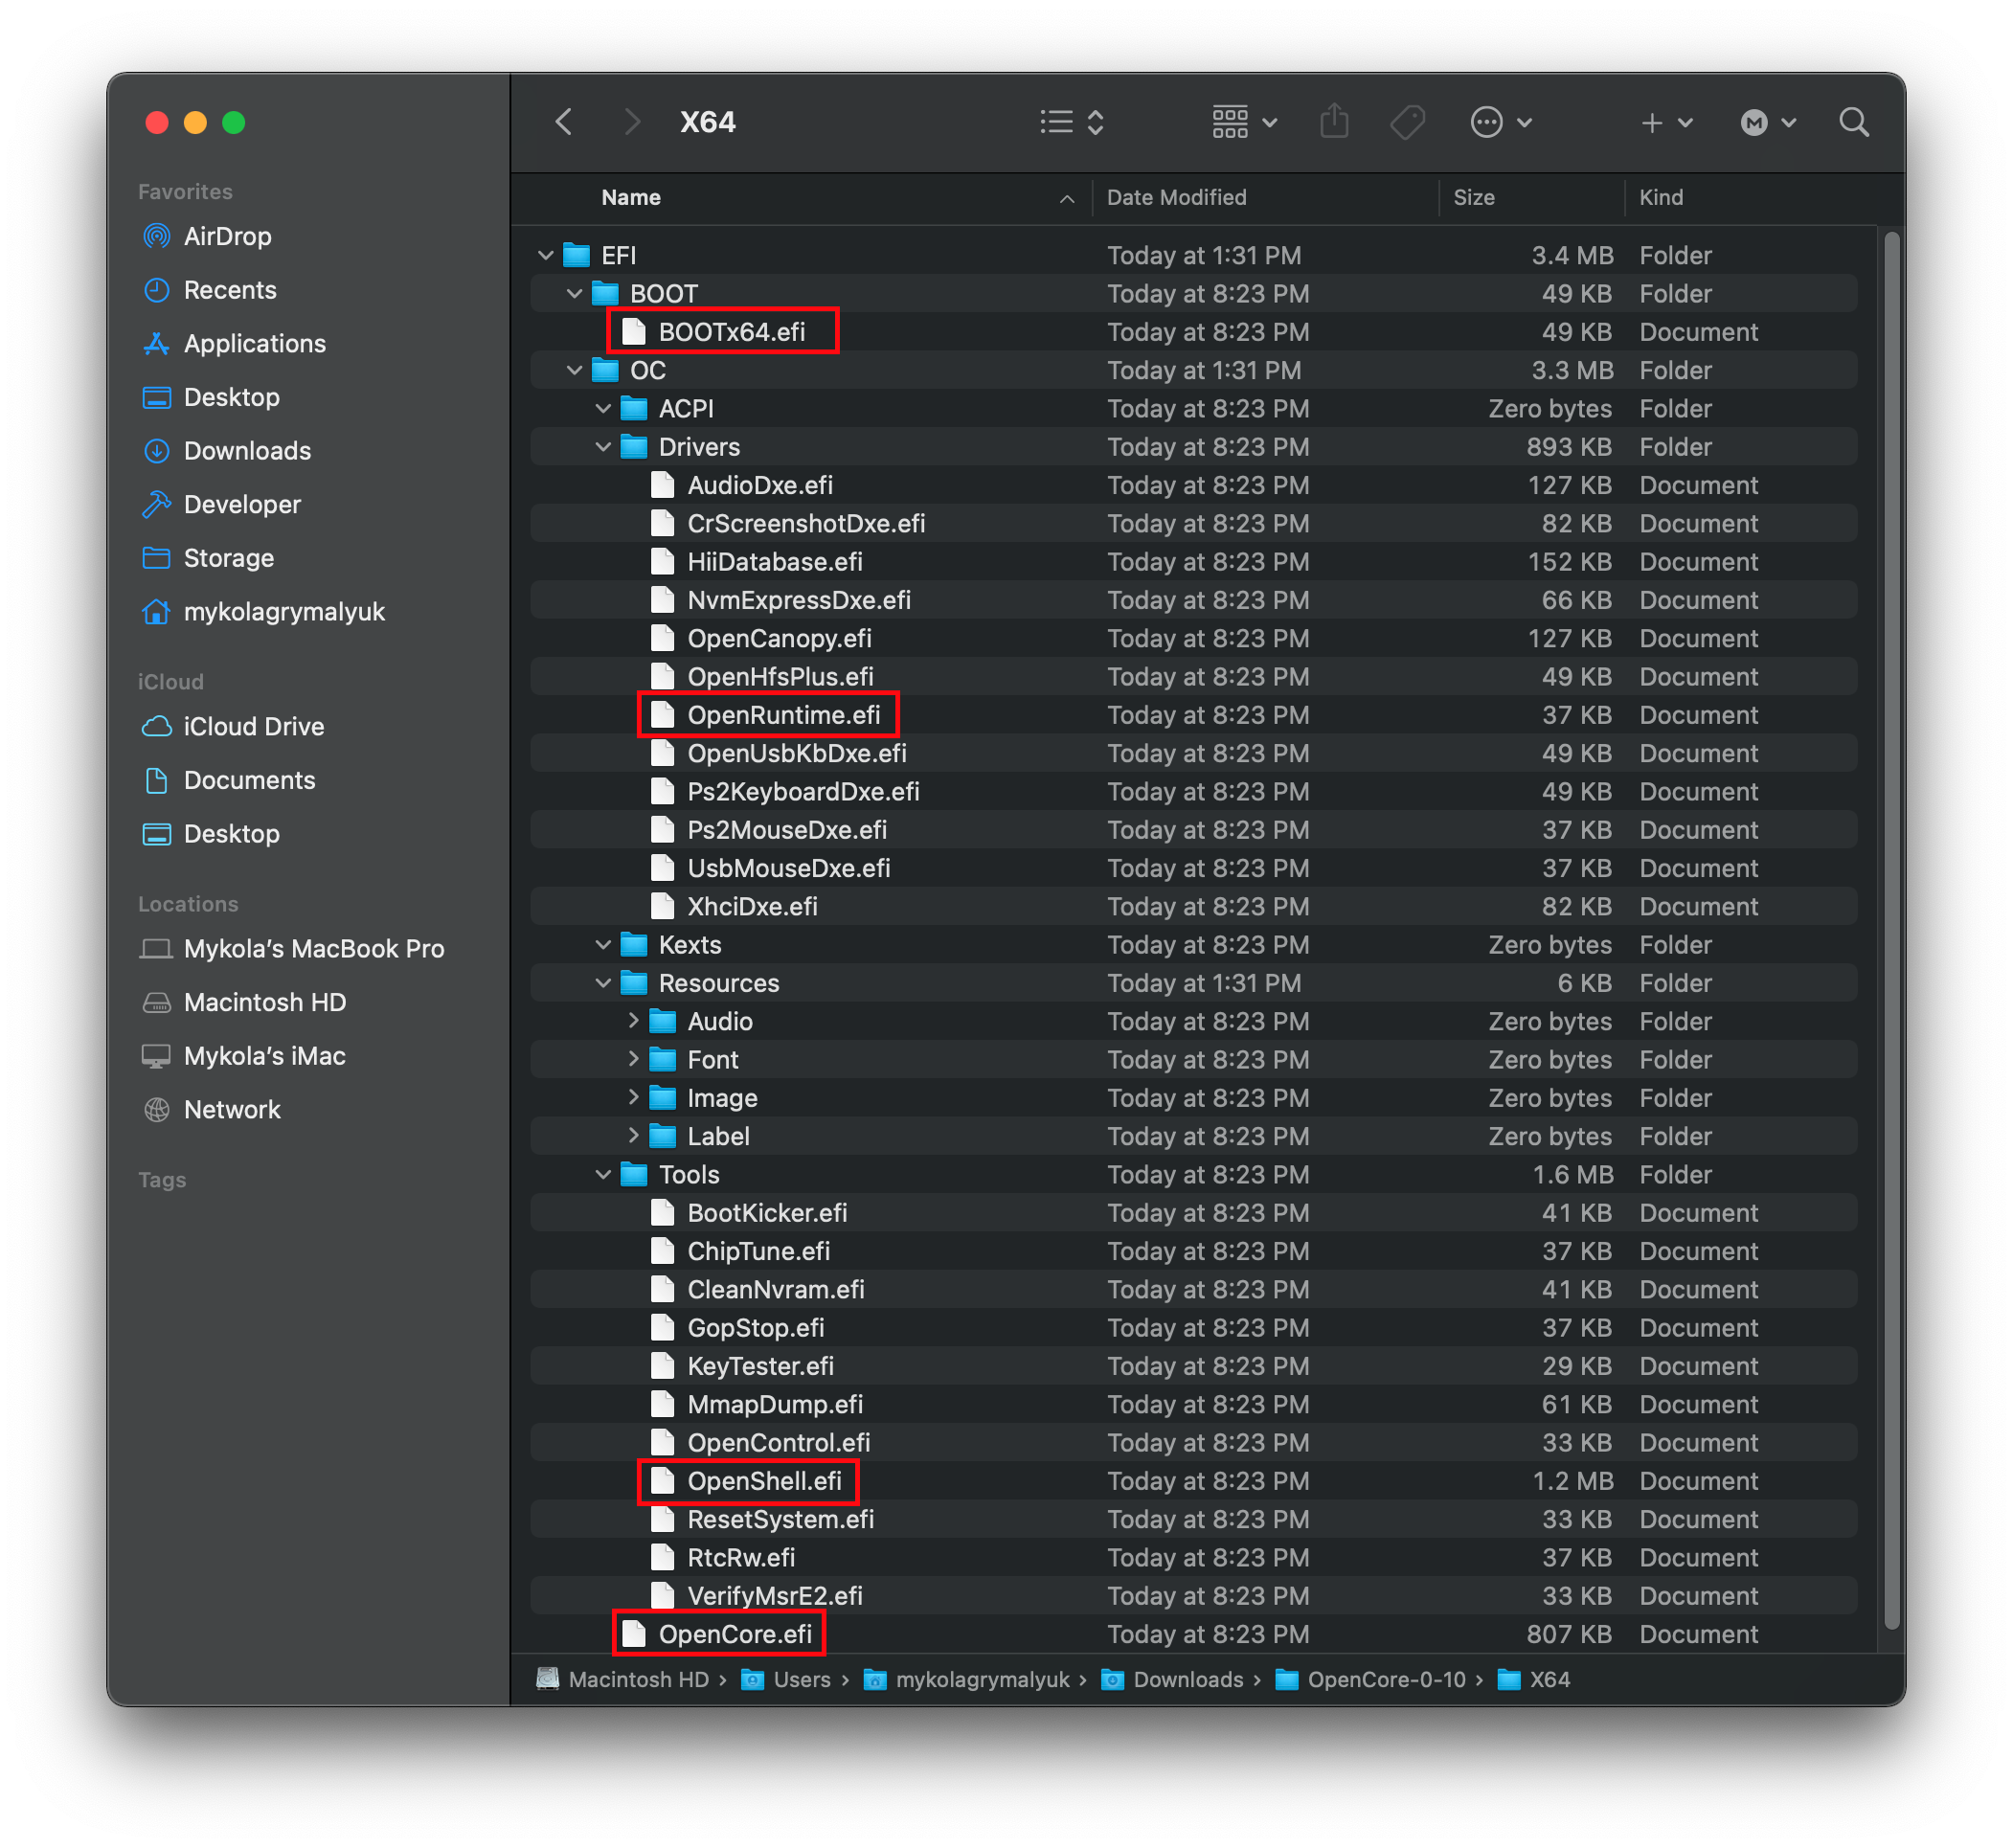 X64
Favorites
AirDrop
Recents
Applications
Desktop
Downloads
Developer
Storage
mykolagrymalyuk
iCloud
iCloud Drive
Documents
Desktop
Locations
Mykola’s MacBook Pro
Macintosh HD
Mykola’s iMac
Network
Tags
M
Name Date Modified Size Kind
EFI Today at 1:31 PM 3.4 MB Folder
BOOT Today at 8:23 PM 49 KB Folder
BOOTx64.efi Today at 8:23 PM 49 KB Document
OC Today at 1:31 PM 3.3 MB Folder
ACPI Today at 8:23 PM Zero bytes Folder
Drivers Today at 8:23 PM 893 KB Folder
AudioDxe.efi Today at 8:23 PM 127 KB Document
CrScreenshotDxe.efi Today at 8:23 PM 82 KB Document
HiiDatabase.efi Today at 8:23 PM 152 KB Document
NvmExpressDxe.efi Today at 8:23 PM 66 KB Document
OpenCanopy.efi Today at 8:23 PM 127 KB Document
OpenHfsPlus.efi Today at 8:23 PM 49 KB Document
OpenRuntime.efi Today at 8:23 PM 37 KB Document
OpenUsbKbDxe.efi Today at 8:23 PM 49 KB Document
Ps2KeyboardDxe.efi Today at 8:23 PM 49 KB Document
Ps2MouseDxe.efi Today at 8:23 PM 37 KB Document
UsbMouseDxe.efi Today at 8:23 PM 37 KB Document
XhciDxe.efi Today at 8:23 PM 82 KB Document
Kexts Today at 8:23 PM Zero bytes Folder
Resources Today at 1:31 PM 6 KB Folder
Audio Today at 8:23 PM Zero bytes Folder
Font Today at 8:23 PM Zero bytes Folder
Image Today at 8:23 PM Zero bytes Folder
Label Today at 8:23 PM Zero bytes Folder
Tools Today at 8:23 PM 1.6 MB Folder
BootKicker.efi Today at 8:23 PM 41 KB Document
ChipTune.efi Today at 8:23 PM 37 KB Document
CleanNvram.efi Today at 8:23 PM 41 KB Document
GopStop.efi Today at 8:23 PM 37 KB Document
KeyTester.efi Today at 8:23 PM 29 KB Document
MmapDump.efi Today at 8:23 PM 61 KB Document
OpenControl.efi Today at 8:23 PM 33 KB Document
OpenShell.efi Today at 8:23 PM 1.2 MB Document
ResetSystem.efi Today at 8:23 PM 33 KB Document
RtcRw.efi Today at 8:23 PM 37 KB Document
VerifyMsrE2.efi Today at 8:23 PM 33 KB Document
OpenCore.efi Today at 8:23 PM 807 KB Document
Macintosh HD › Users › mykolagrymalyuk › Downloads › OpenCore-0-10 › X64